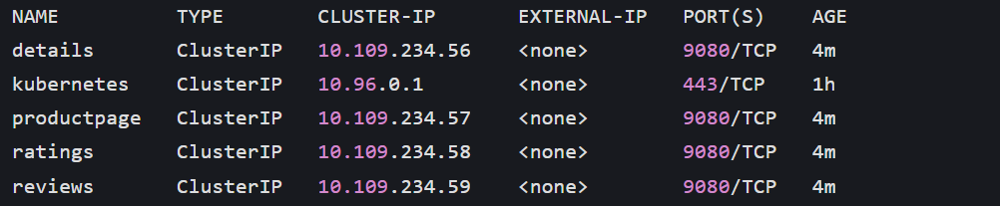 NAME TYPE CLUSTER-IP EXTERNAL-IP PORT(S) AGE
details ClusterIP 10.109.234.56 <none> 9080/TCP 4m
kubernetes ClusterIP 10.96.0.1 <none> 443/TCP 1h
productpage ClusterIP 10.109.234.57 <none> 9080/TCP 4m
ratings ClusterIP 10.109.234.58 <none> 9080/TCP 4m
reviews ClusterIP 10.109.234.59 <none> 9080/TCP 4m